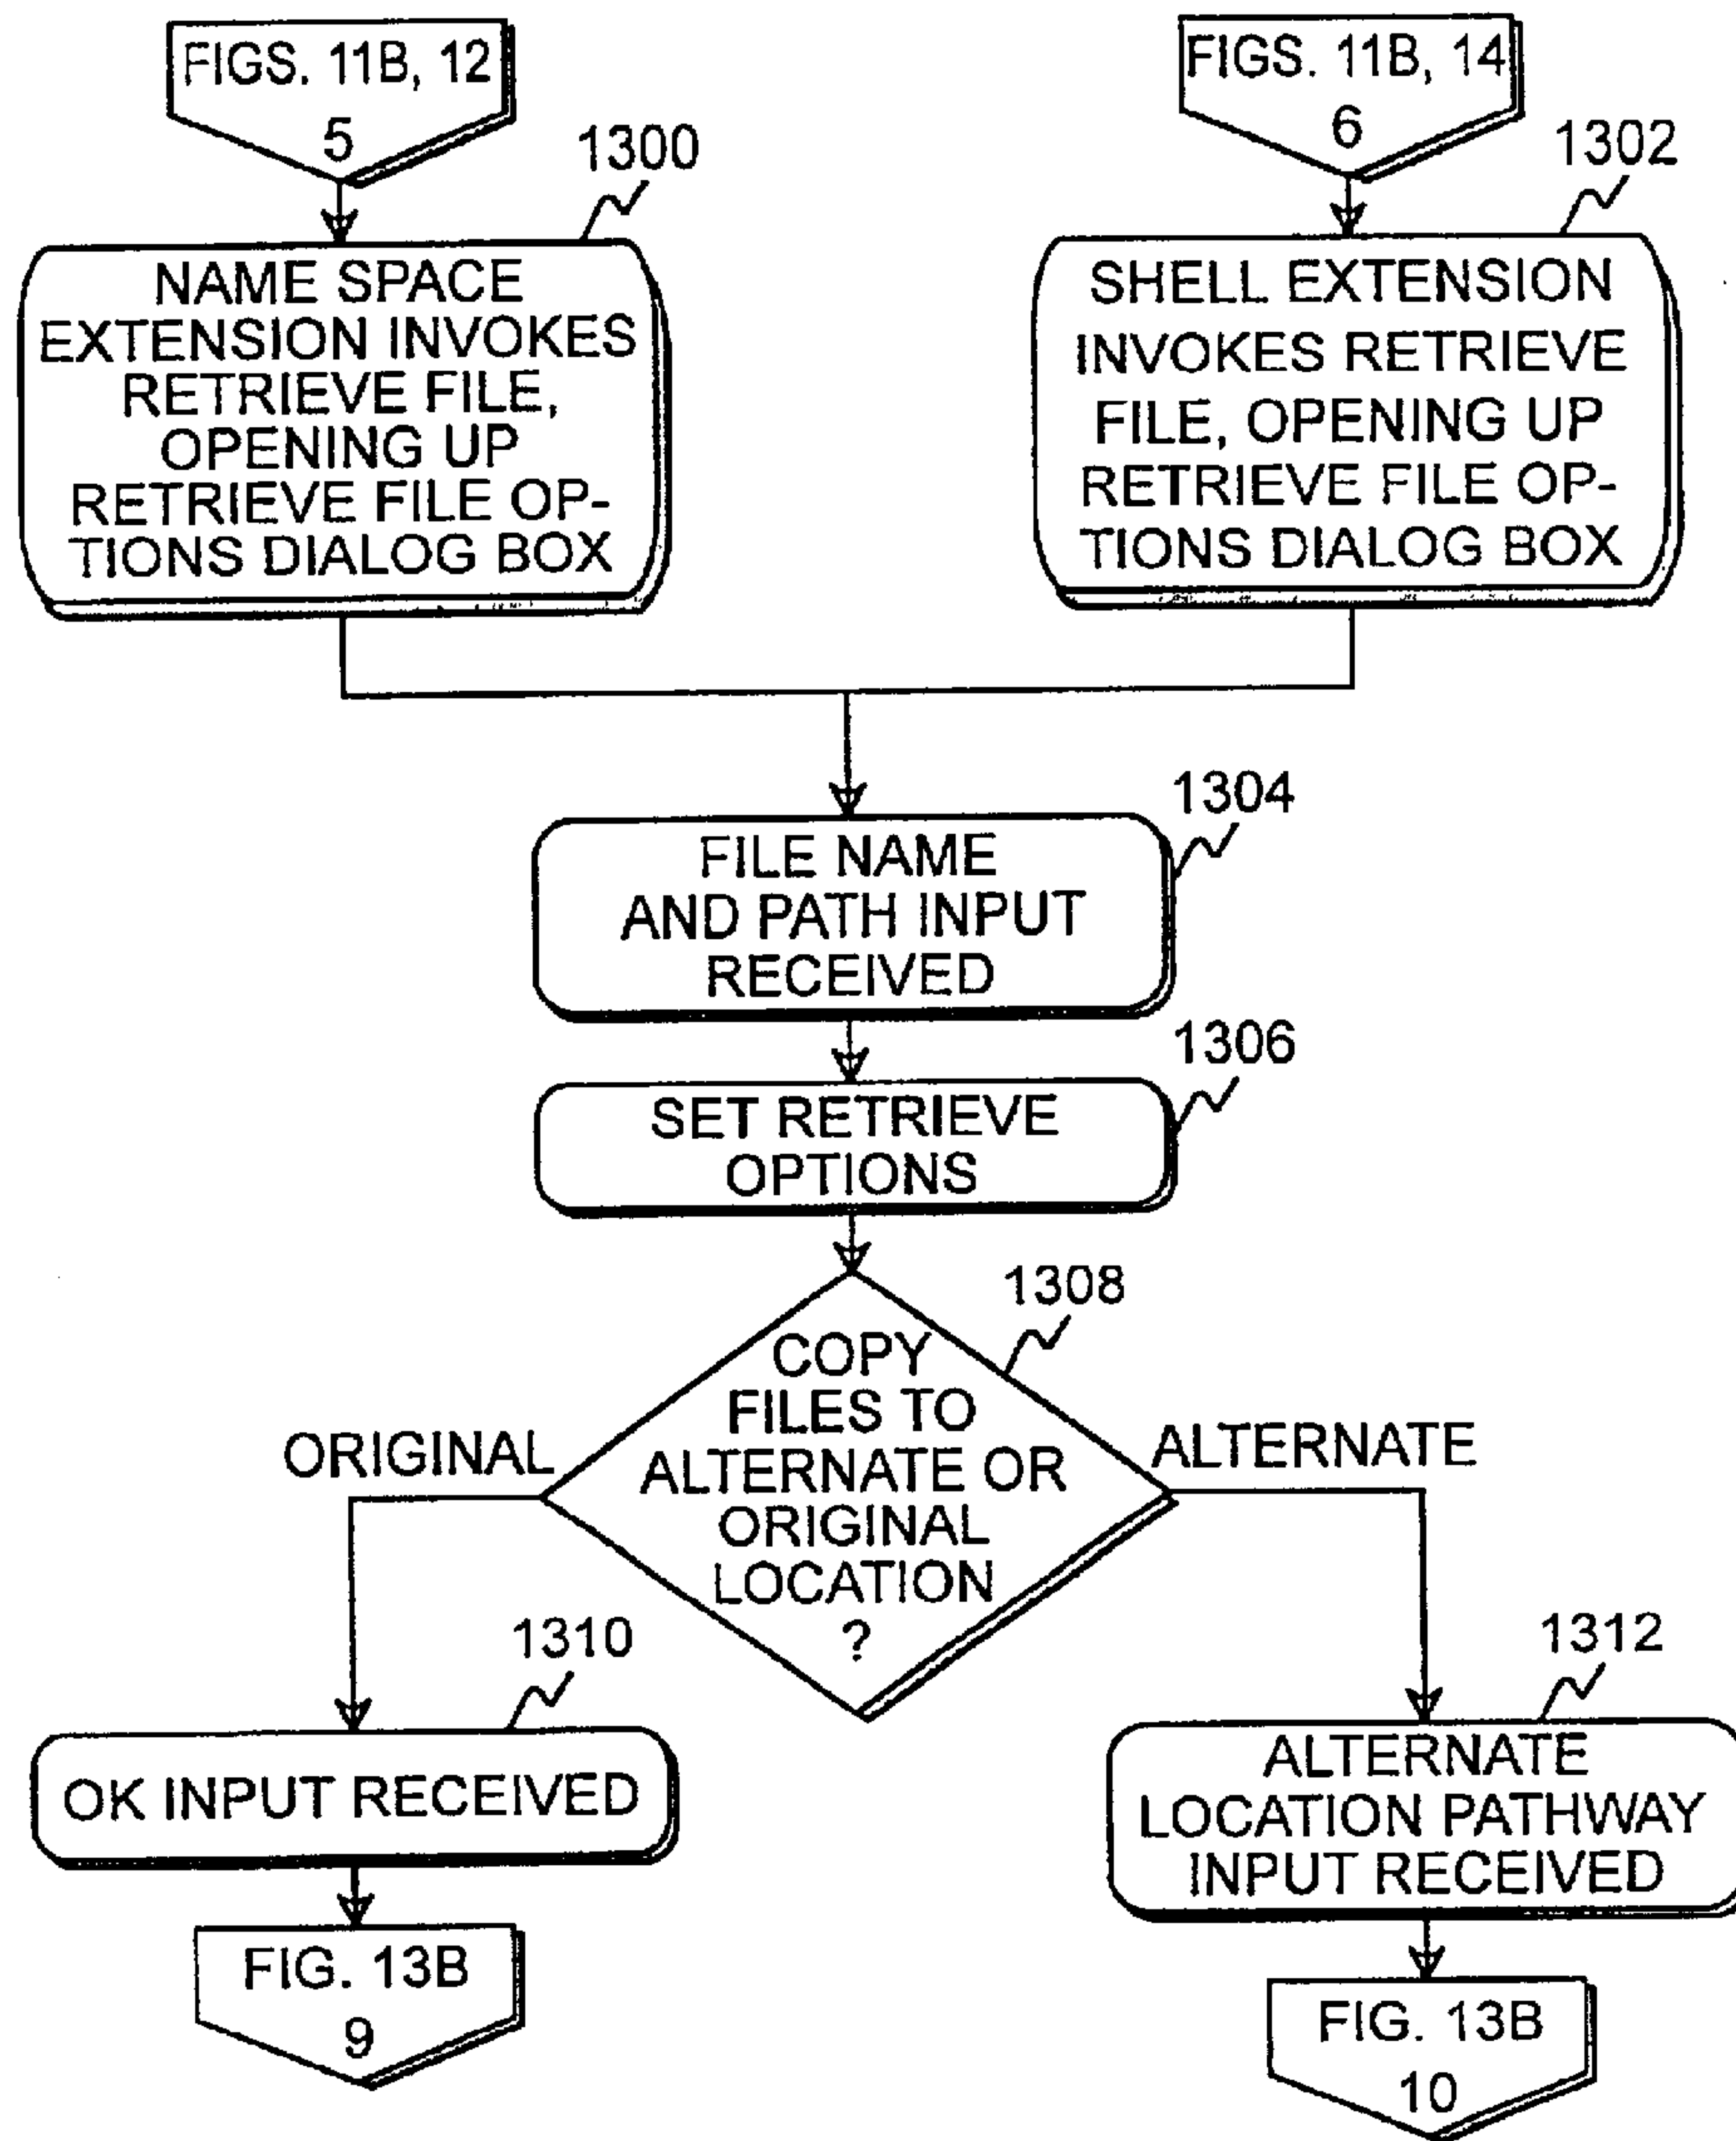 FIGS. 11B, 12
5
1300
NAME SPACE
EXTENSION INVOKES
RETRIEVE FILE,
OPENING UP
RETRIEVE FILE OP-
TIONS DIALOG BOX
FIGS. 11B, 14
6
1302
SHELL EXTENSION
INVOKES RETRIEVE
FILE, OPENING UP
RETRIEVE FILE OP-
TIONS DIALOG BOX
1304
FILE NAME
AND PATH INPUT
RECEIVED
1306
SET RETRIEVE
OPTIONS
1308
COPY
FILES TO
ALTERNATE OR
ORIGINAL
LOCATION
?
ORIGINAL
ALTERNATE
1310
OK INPUT RECEIVED
FIG. 13B
9
1312
ALTERNATE
LOCATION PATHWAY
INPUT RECEIVED
FIG. 13B
10